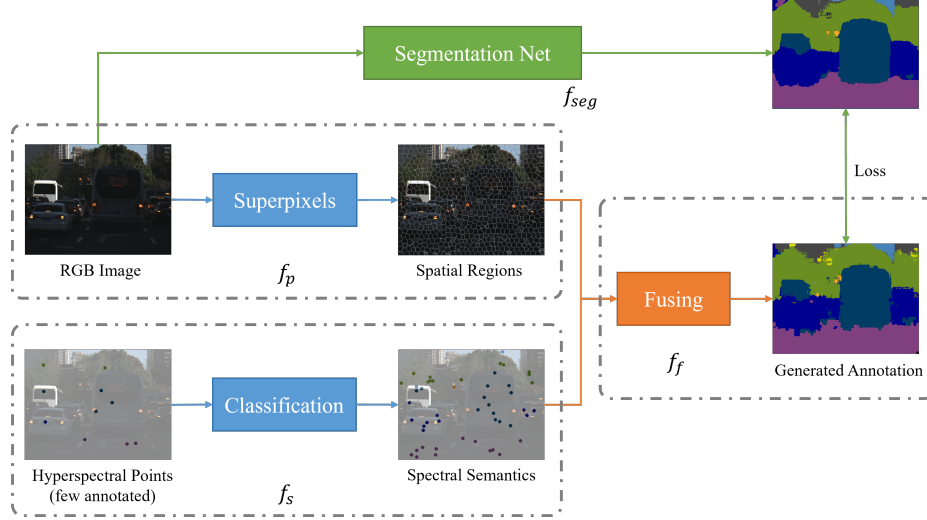 Segmentation Net
f_seg
Superpixels
RGB Image
f_p
Spatial Regions
Loss
Fusing
f_f
Generated Annotation
Classification
Hyperspectral Points
(few annotated)
f_s
Spectral Semantics